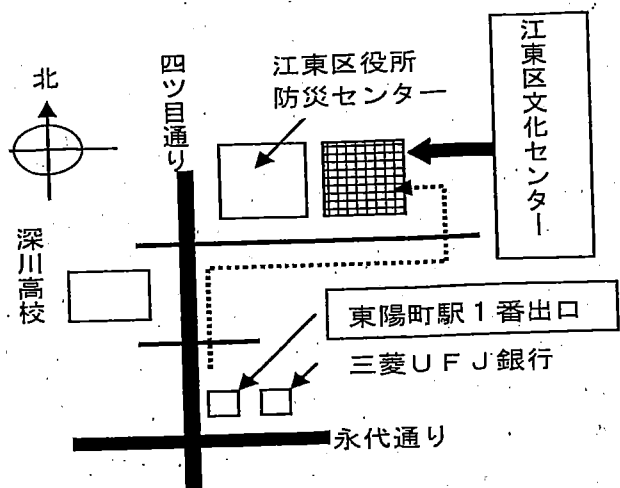 北
四ツ目通り
江東区役所
防災センター
江東区文化センター
深川高校
東陽町駅1番出口
三菱UFJ銀行
永代通り